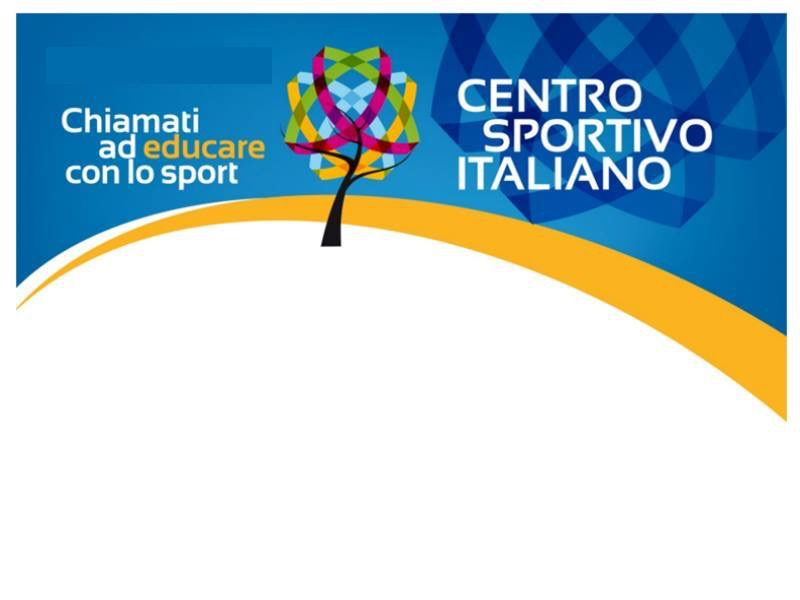 Chiamati
ad educare
con lo sport
CENTRO
SPORTIVO
ITALIANO